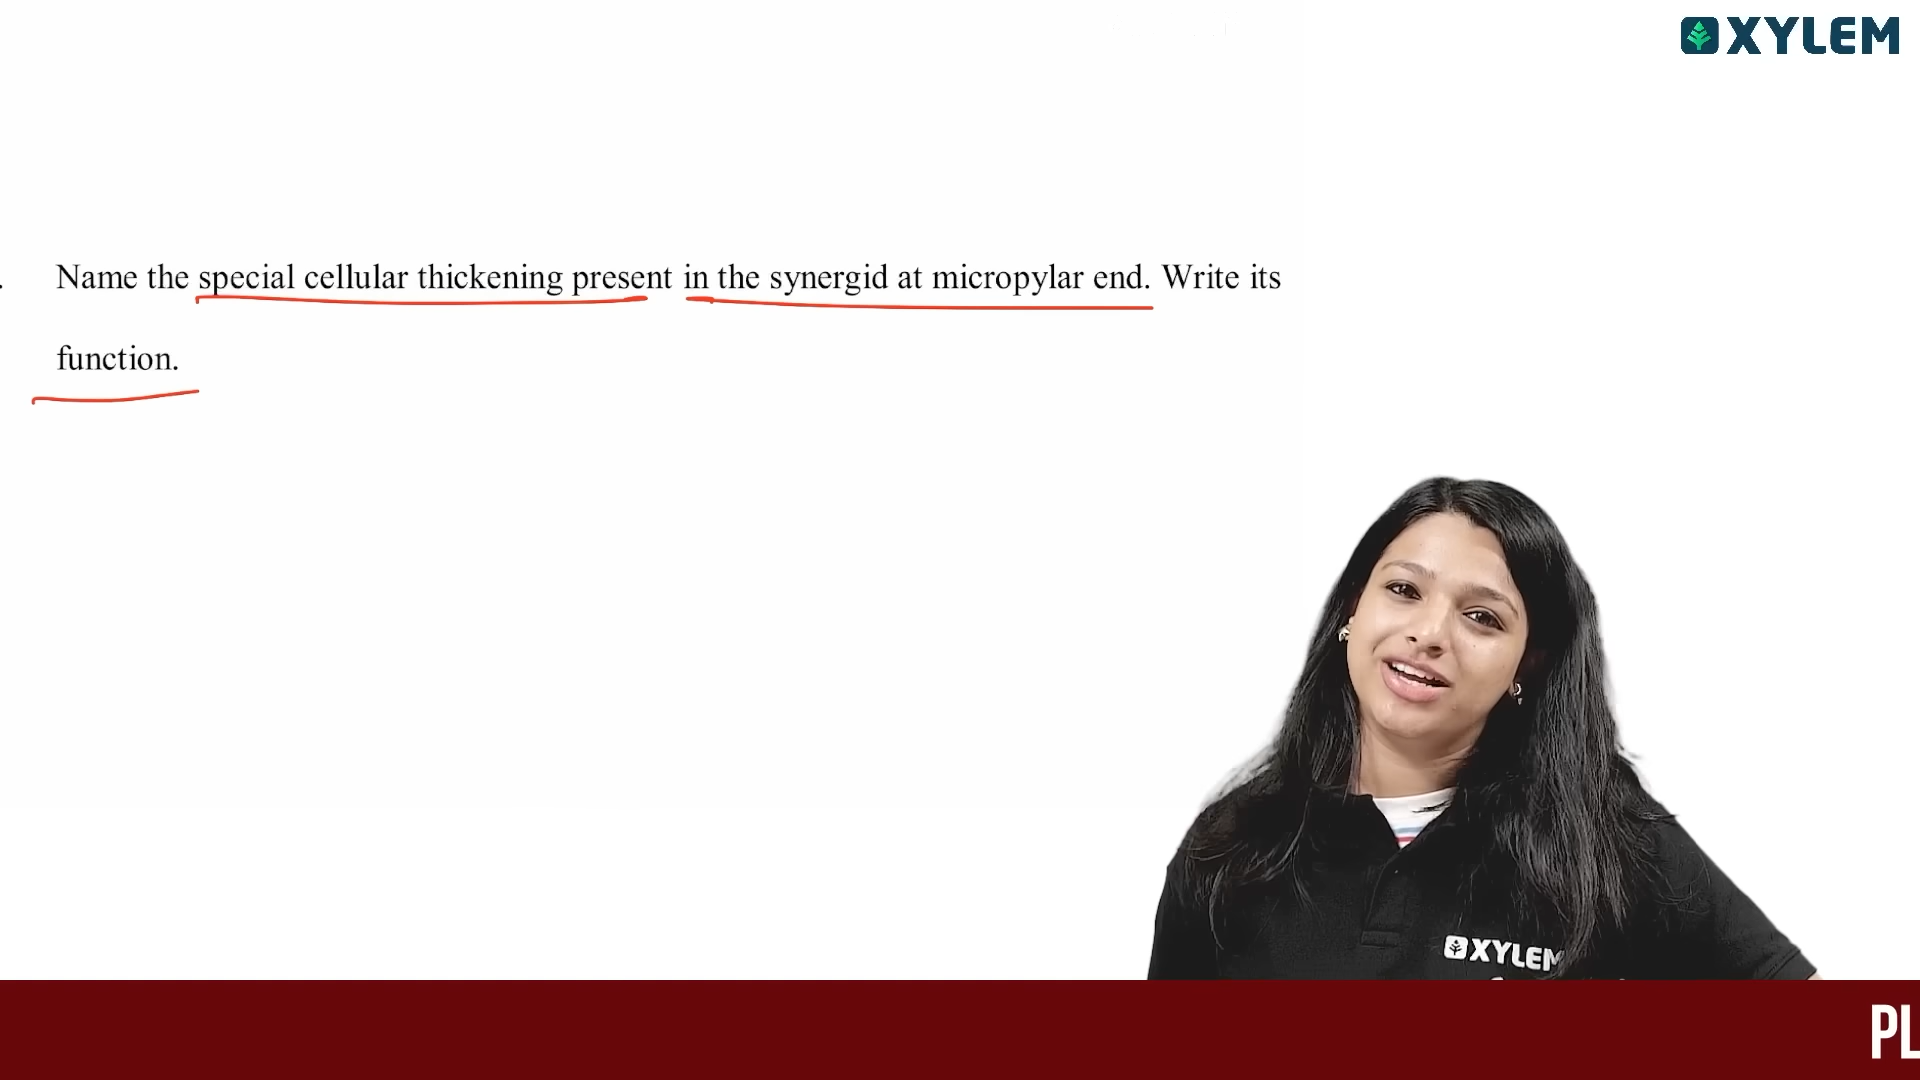 XYLEM
. Name the special cellular thickening present in the synergid at micropylar end. Write its
function.
XYLEM
PL